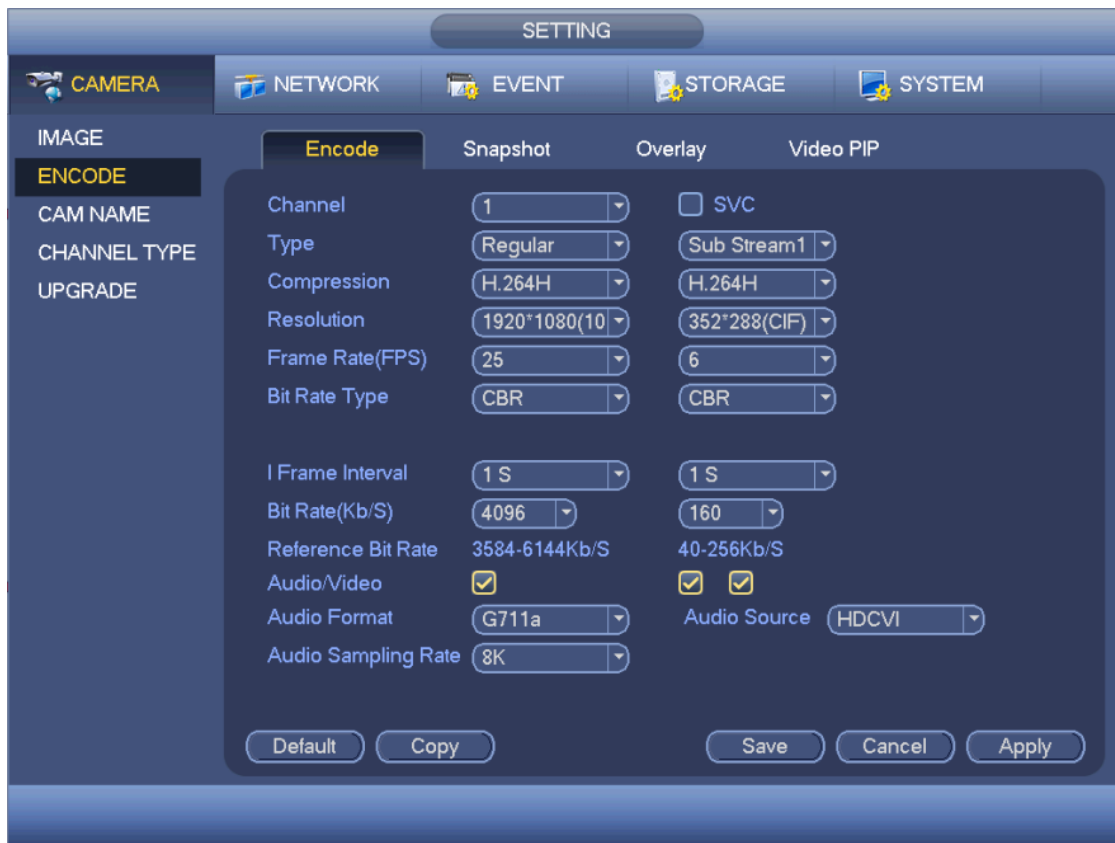 SETTING
CAMERA NETWORK EVENT STORAGE SYSTEM
IMAGE
ENCODE
CAM NAME
CHANNEL TYPE
UPGRADE
Encode Snapshot Overlay Video PIP
Channel 1 SVC
Type Regular Sub Stream1
Compression H.264H H.264H
Resolution 1920*1080(10 352*288(CIF)
Frame Rate(FPS) 25 6
Bit Rate Type CBR CBR
I Frame Interval 1 S 1 S
Bit Rate(Kb/S) 4096 160
Reference Bit Rate 3584-6144Kb/S 40-256Kb/S
Audio/Video
Audio Format G711a Audio Source HDCVI
Audio Sampling Rate 8K
Default Copy Save Cancel Apply